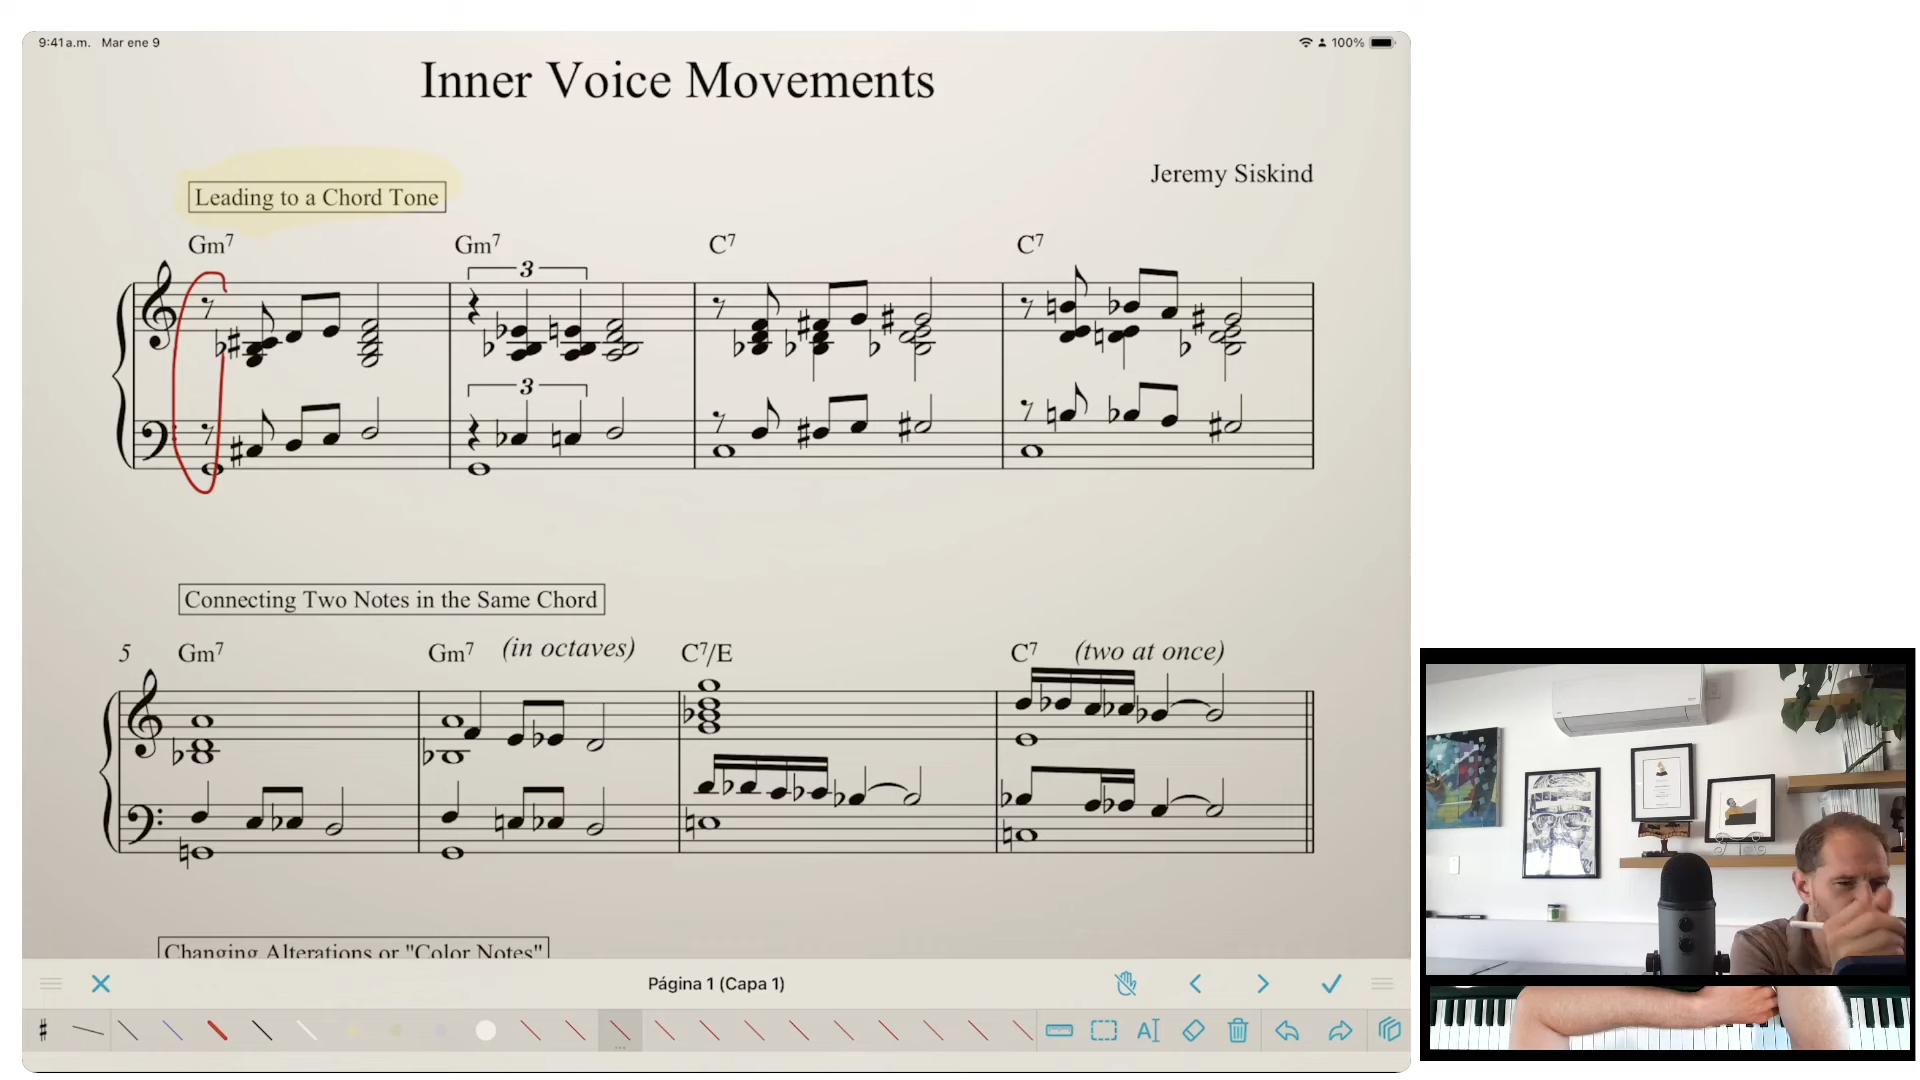 9:41 a.m. Mar ene 9
100%
Inner Voice Movements
Jeremy Siskind
Leading to a Chord Tone
Gm7 Gm7 C7 C7
3
3
Connecting Two Notes in the Same Chord
5 Gm7 Gm7 (in octaves) C7/E C7 (two at once)
Changing Alterations or "Color Notes"
Página 1 (Capa 1)